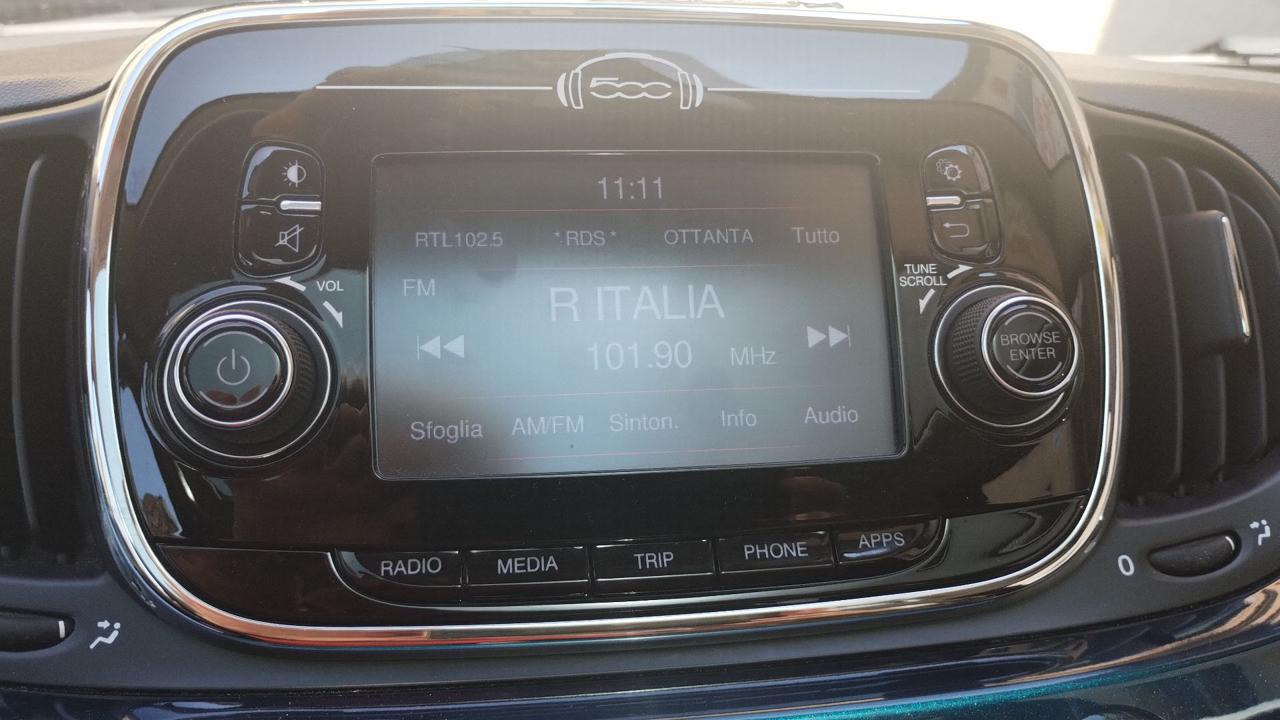 500
11:11
RTL102.5 *RDS* OTTANTA Tutto
FM
R ITALIA
101.90 MHz
Sfoglia AM/FM Sinton. Info Audio
VOL
TUNE
SCROLL
BROWSE
ENTER
RADIO MEDIA TRIP PHONE APPS
0